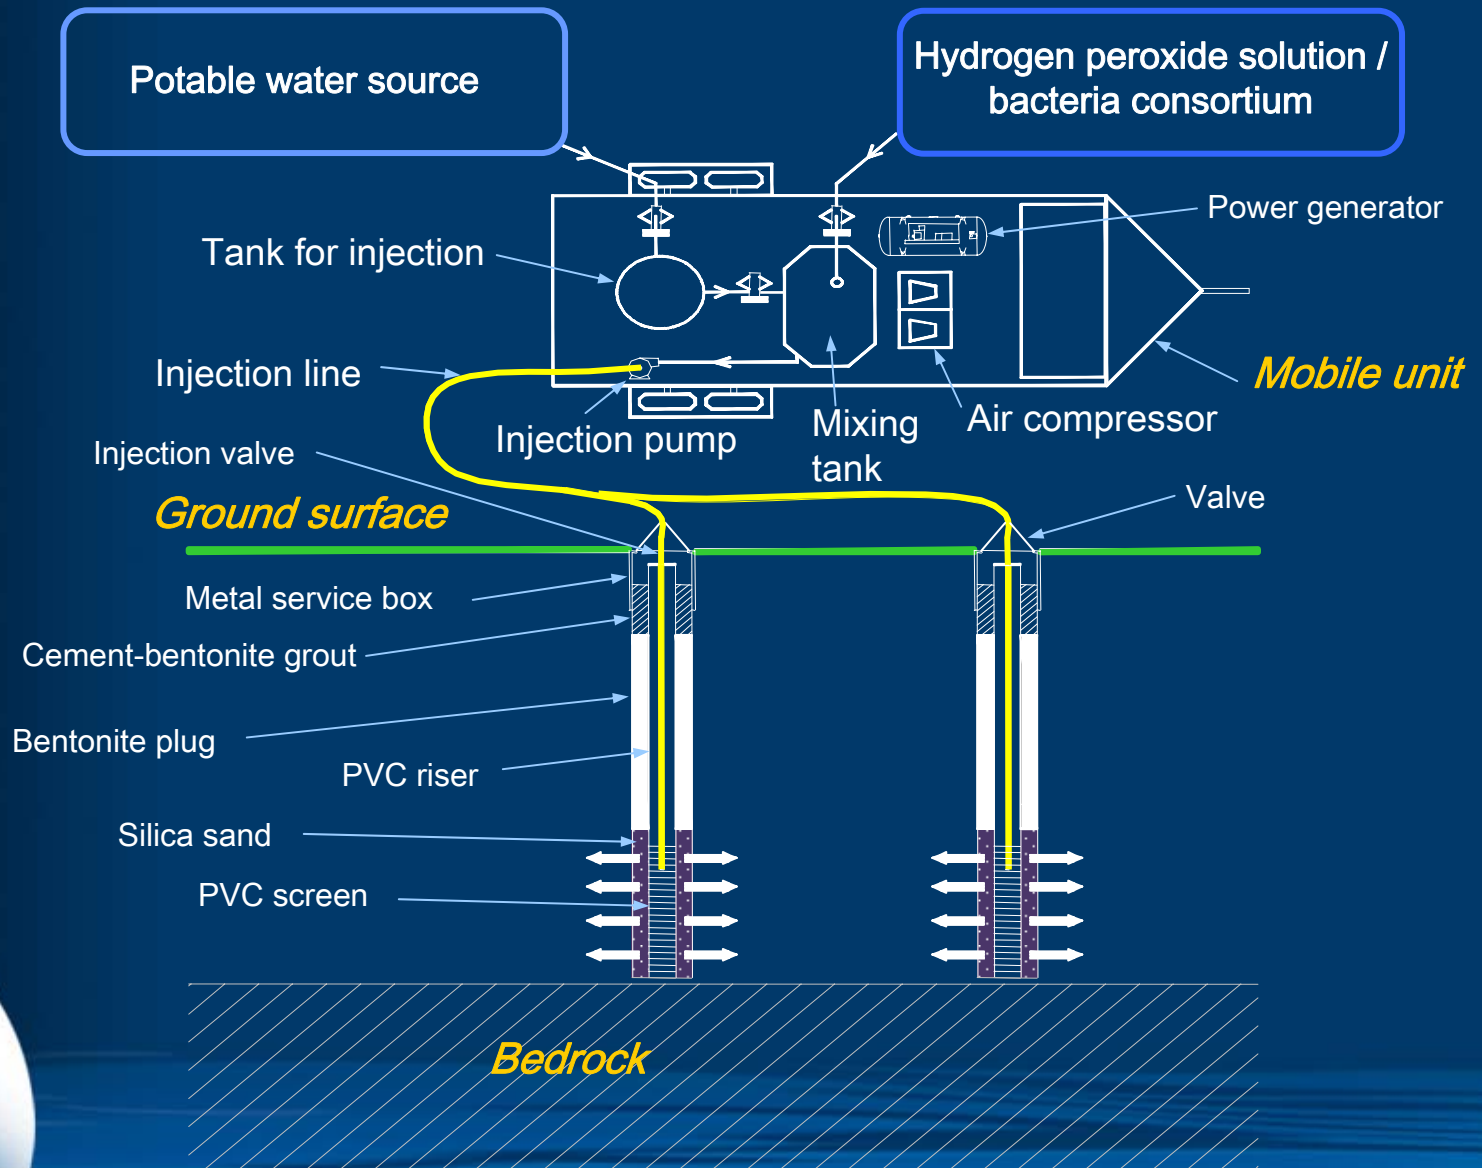 Potable water source
Hydrogen peroxide solution /
bacteria consortium
Power generator
Tank for injection
Injection line
Mobile unit
Injection pump
Mixing
tank
Air compressor
Injection valve
Valve
Ground surface
Metal service box
Cement-bentonite grout
Bentonite plug
PVC riser
Silica sand
PVC screen
Bedrock